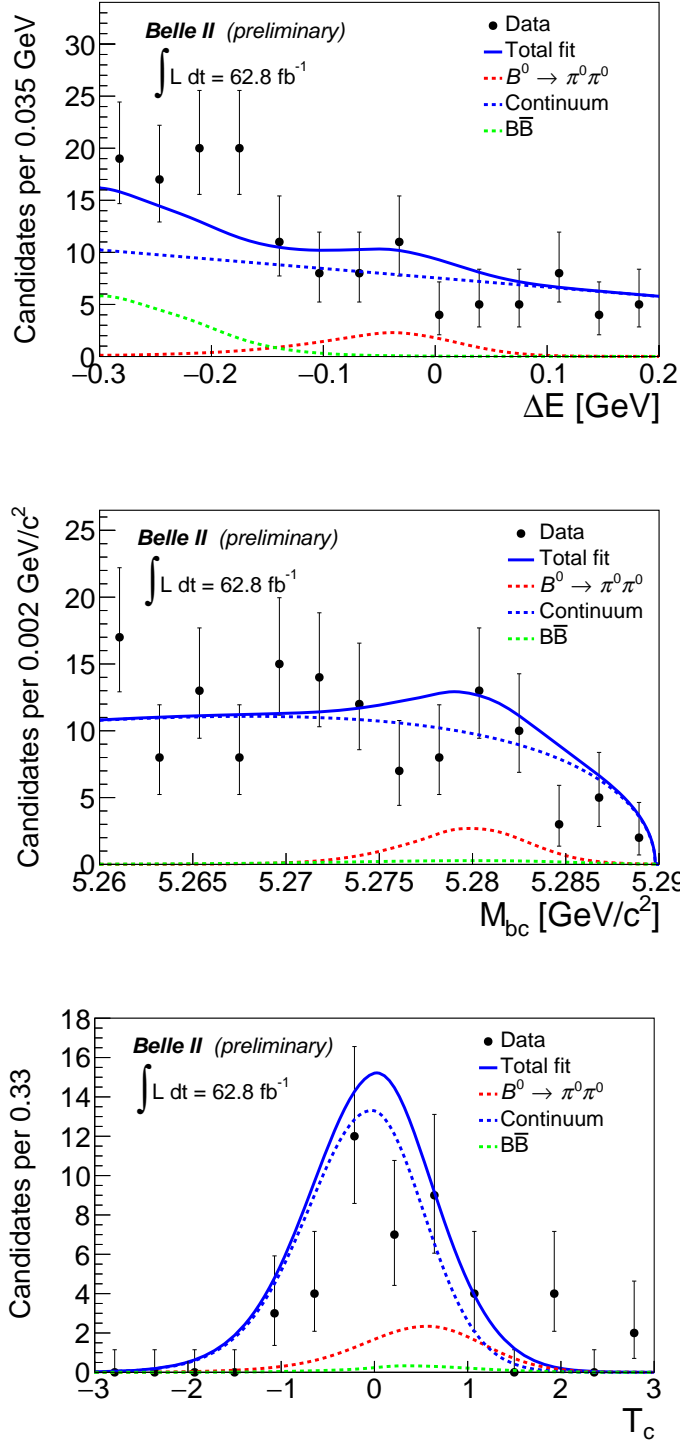 Belle II (preliminary)
∫ L dt = 62.8 fb⁻¹
Data
Total fit
B⁰ → π⁰π⁰
Continuum
BB̅
Candidates per 0.035 GeV
0 5 10 15 20 25 30
−0.3 −0.2 −0.1 0 0.1 0.2
ΔE [GeV]
Belle II (preliminary)
∫ L dt = 62.8 fb⁻¹
Data
Total fit
B⁰ → π⁰π⁰
Continuum
BB̅
Candidates per 0.002 GeV/c²
0 5 10 15 20 25
5.26 5.265 5.27 5.275 5.28 5.285 5.29
M_bc [GeV/c²]
Belle II (preliminary)
∫ L dt = 62.8 fb⁻¹
Data
Total fit
B⁰ → π⁰π⁰
Continuum
BB̅
Candidates per 0.33
0 2 4 6 8 10 12 14 16 18
−3 −2 −1 0 1 2 3
T_c